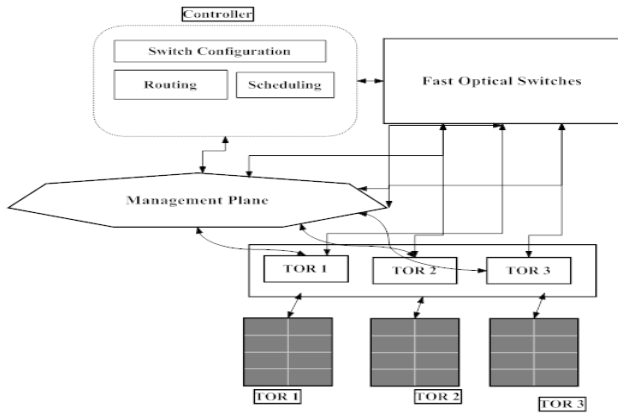 Controller
Switch Configuration
Routing
Scheduling
Fast Optical Switches
Management Plane
TOR 1
TOR 2
TOR 3
TOR 1
TOR 2
TOR 3